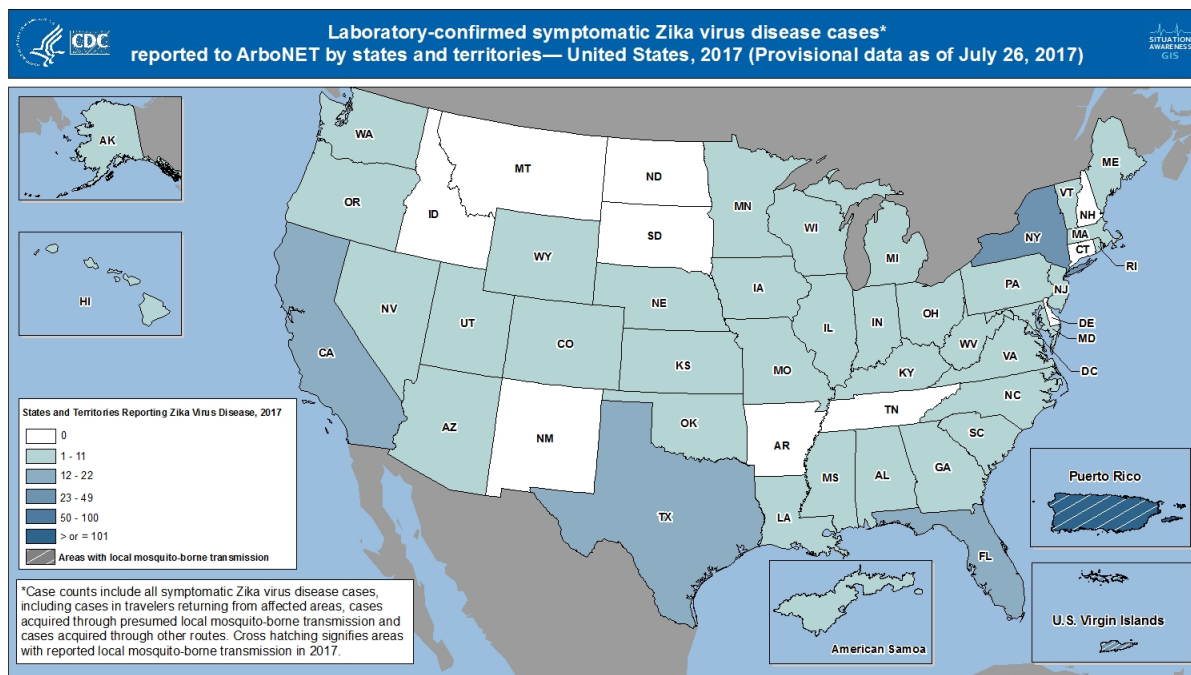 CDC
Laboratory-confirmed symptomatic Zika virus disease cases*
reported to ArboNET by states and territories— United States, 2017 (Provisional data as of July 26, 2017)
SITUATION
AWARENESS
GIS
AK
HI
WA
OR
CA
ID
NV
MT
WY
UT
AZ
CO
NM
ND
SD
NE
KS
OK
TX
MN
IA
MO
AR
LA
WI
IL
MI
IN
OH
KY
TN
MS
AL
GA
FL
SC
NC
VA
WV
PA
NY
NJ
VT
NH
ME
MA
CT
RI
DE
MD
DC
States and Territories Reporting Zika Virus Disease, 2017
0
1 - 11
12 - 22
23 - 49
50 - 100
> or = 101
Areas with local mosquito-borne transmission
*Case counts include all symptomatic Zika virus disease cases,
including cases in travelers returning from affected areas, cases
acquired through presumed local mosquito-borne transmission and
cases acquired through other routes. Cross hatching signifies areas
with reported local mosquito-borne transmission in 2017.
Puerto Rico
American Samoa
U.S. Virgin Islands